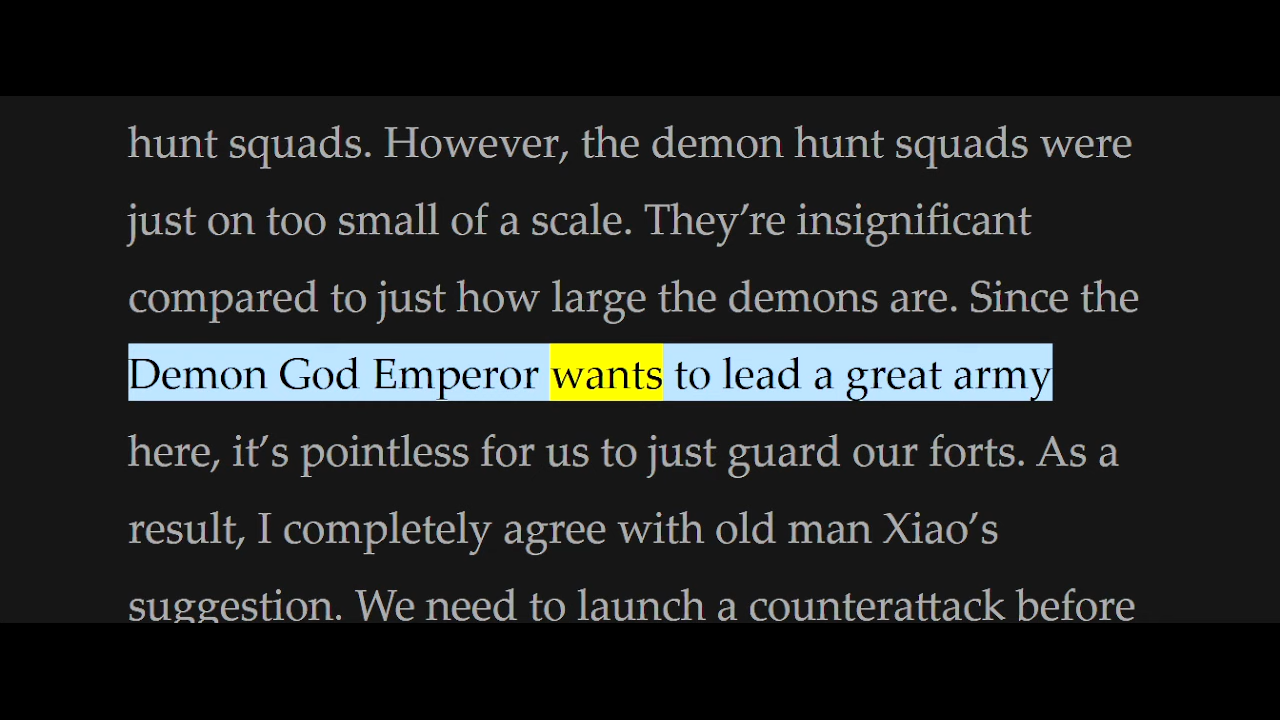 hunt squads. However, the demon hunt squads were
just on too small of a scale. They’re insignificant
compared to just how large the demons are. Since the
Demon God Emperor wants to lead a great army
here, it’s pointless for us to just guard our forts. As a
result, I completely agree with old man Xiao’s
suggestion. We need to launch a counterattack before